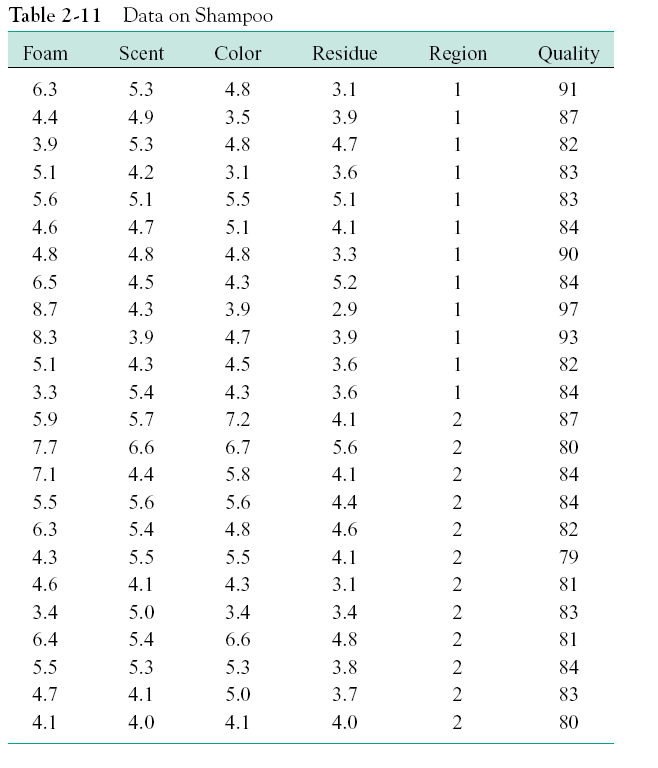 Table 2-11 Data on Shampoo
Foam Scent Color Residue Region Quality
6.3 5.3 4.8 3.1 1 91
4.4 4.9 3.5 3.9 1 87
3.9 5.3 4.8 4.7 1 82
5.1 4.2 3.1 3.6 1 83
5.6 5.1 5.5 5.1 1 83
4.6 4.7 5.1 4.1 1 84
4.8 4.8 4.8 3.3 1 90
6.5 4.5 4.3 5.2 1 84
8.7 4.3 3.9 2.9 1 97
8.3 3.9 4.7 3.9 1 93
5.1 4.3 4.5 3.6 1 82
3.3 5.4 4.3 3.6 1 84
5.9 5.7 7.2 4.1 2 87
7.7 6.6 6.7 5.6 2 80
7.1 4.4 5.8 4.1 2 84
5.5 5.6 5.6 4.4 2 84
6.3 5.4 4.8 4.6 2 82
4.3 5.5 5.5 4.1 2 79
4.6 4.1 4.3 3.1 2 81
3.4 5.0 3.4 3.4 2 83
6.4 5.4 6.6 4.8 2 81
5.5 5.3 5.3 3.8 2 84
4.7 4.1 5.0 3.7 2 83
4.1 4.0 4.1 4.0 2 80